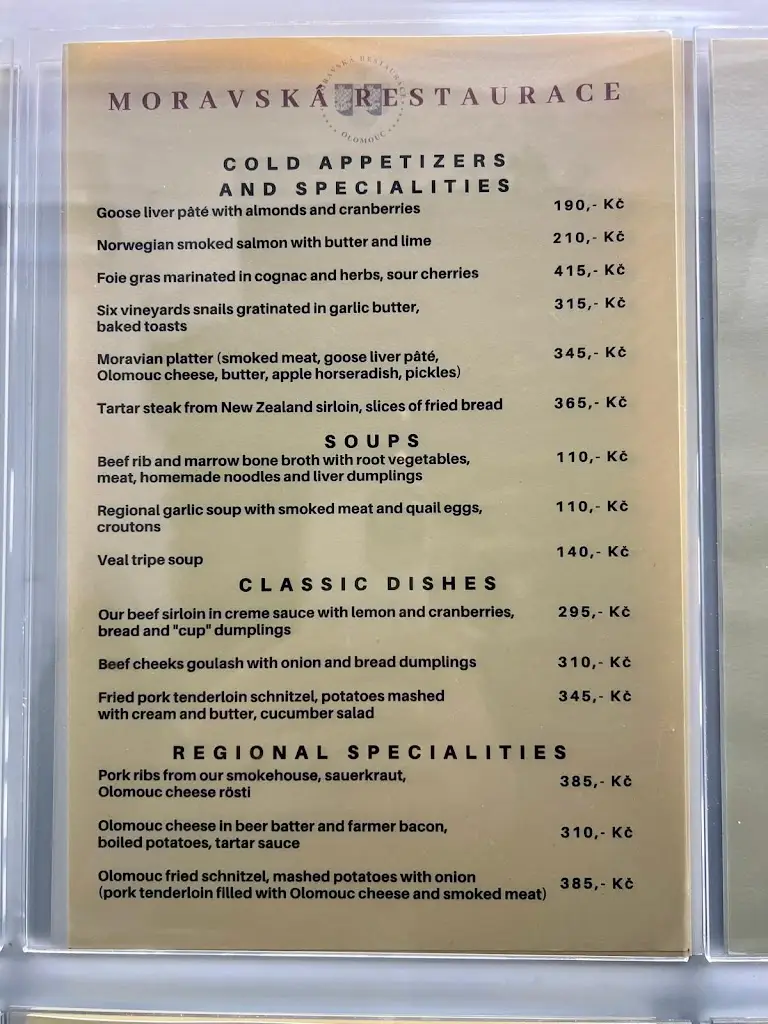 MORAVSKÁ RESTAURACE
MORAVSKÁ RESTAURACE
OLOMOUC
COLD APPETIZERS
AND SPECIALITIES
Goose liver pâté with almonds and cranberries 190,- Kč
Norwegian smoked salmon with butter and lime 210,- Kč
Foie gras marinated in cognac and herbs, sour cherries 415,- Kč
Six vineyards snails gratinated in garlic butter, 315,- Kč
baked toasts
Moravian platter (smoked meat, goose liver pâté, 345,- Kč
Olomouc cheese, butter, apple horseradish, pickles)
Tartar steak from New Zealand sirloin, slices of fried bread 365,- Kč
SOUPS
Beef rib and marrow bone broth with root vegetables, 110,- Kč
meat, homemade noodles and liver dumplings
Regional garlic soup with smoked meat and quail eggs, 110,- Kč
croutons
Veal tripe soup 140,- Kč
CLASSIC DISHES
Our beef sirloin in creme sauce with lemon and cranberries, 295,- Kč
bread and "cup" dumplings
Beef cheeks goulash with onion and bread dumplings 310,- Kč
Fried pork tenderloin schnitzel, potatoes mashed 345,- Kč
with cream and butter, cucumber salad
REGIONAL SPECIALITIES
Pork ribs from our smokehouse, sauerkraut, 385,- Kč
Olomouc cheese rösti
Olomouc cheese in beer batter and farmer bacon, 310,- Kč
boiled potatoes, tartar sauce
Olomouc fried schnitzel, mashed potatoes with onion 385,- Kč
(pork tenderloin filled with Olomouc cheese and smoked meat)